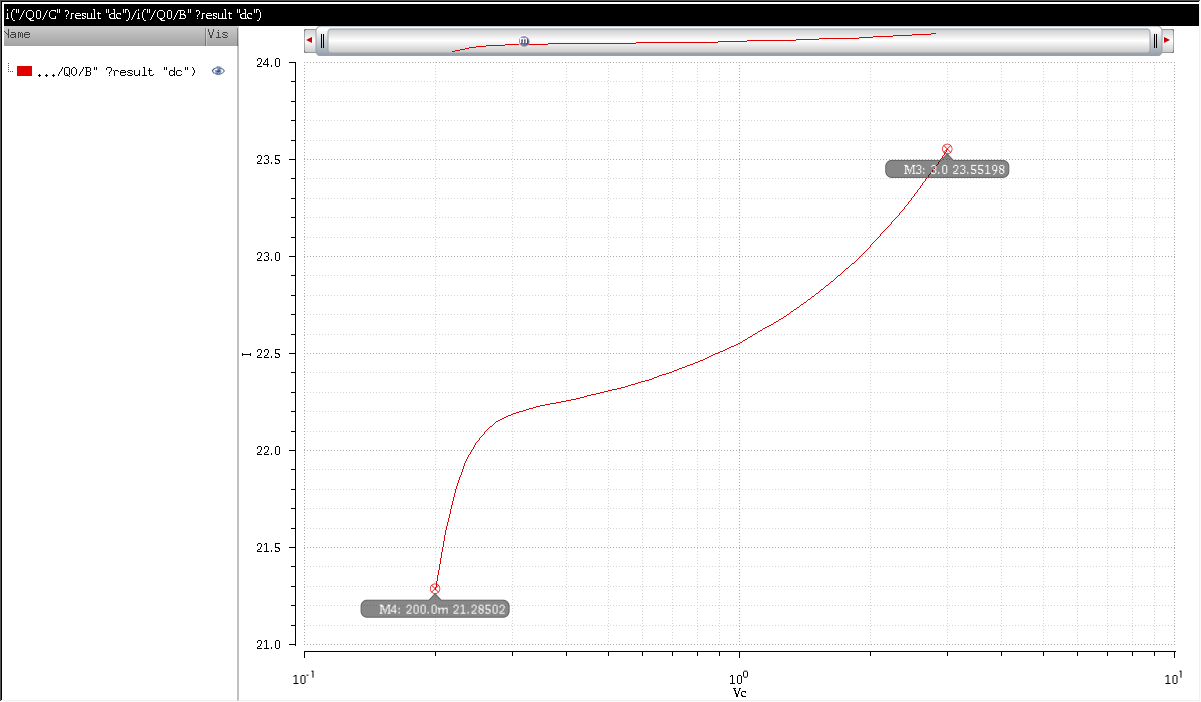 i("/Q0/C" ?result "dc")/i("/Q0/B" ?result "dc")
Name Vis
.../Q0/B" ?result "dc")
m
24.0
23.5
M3: 3.0 23.55198
23.0
I
22.5
22.0
21.5
M4: 200.0m 21.28502
21.0
10-1 100 101
Vc